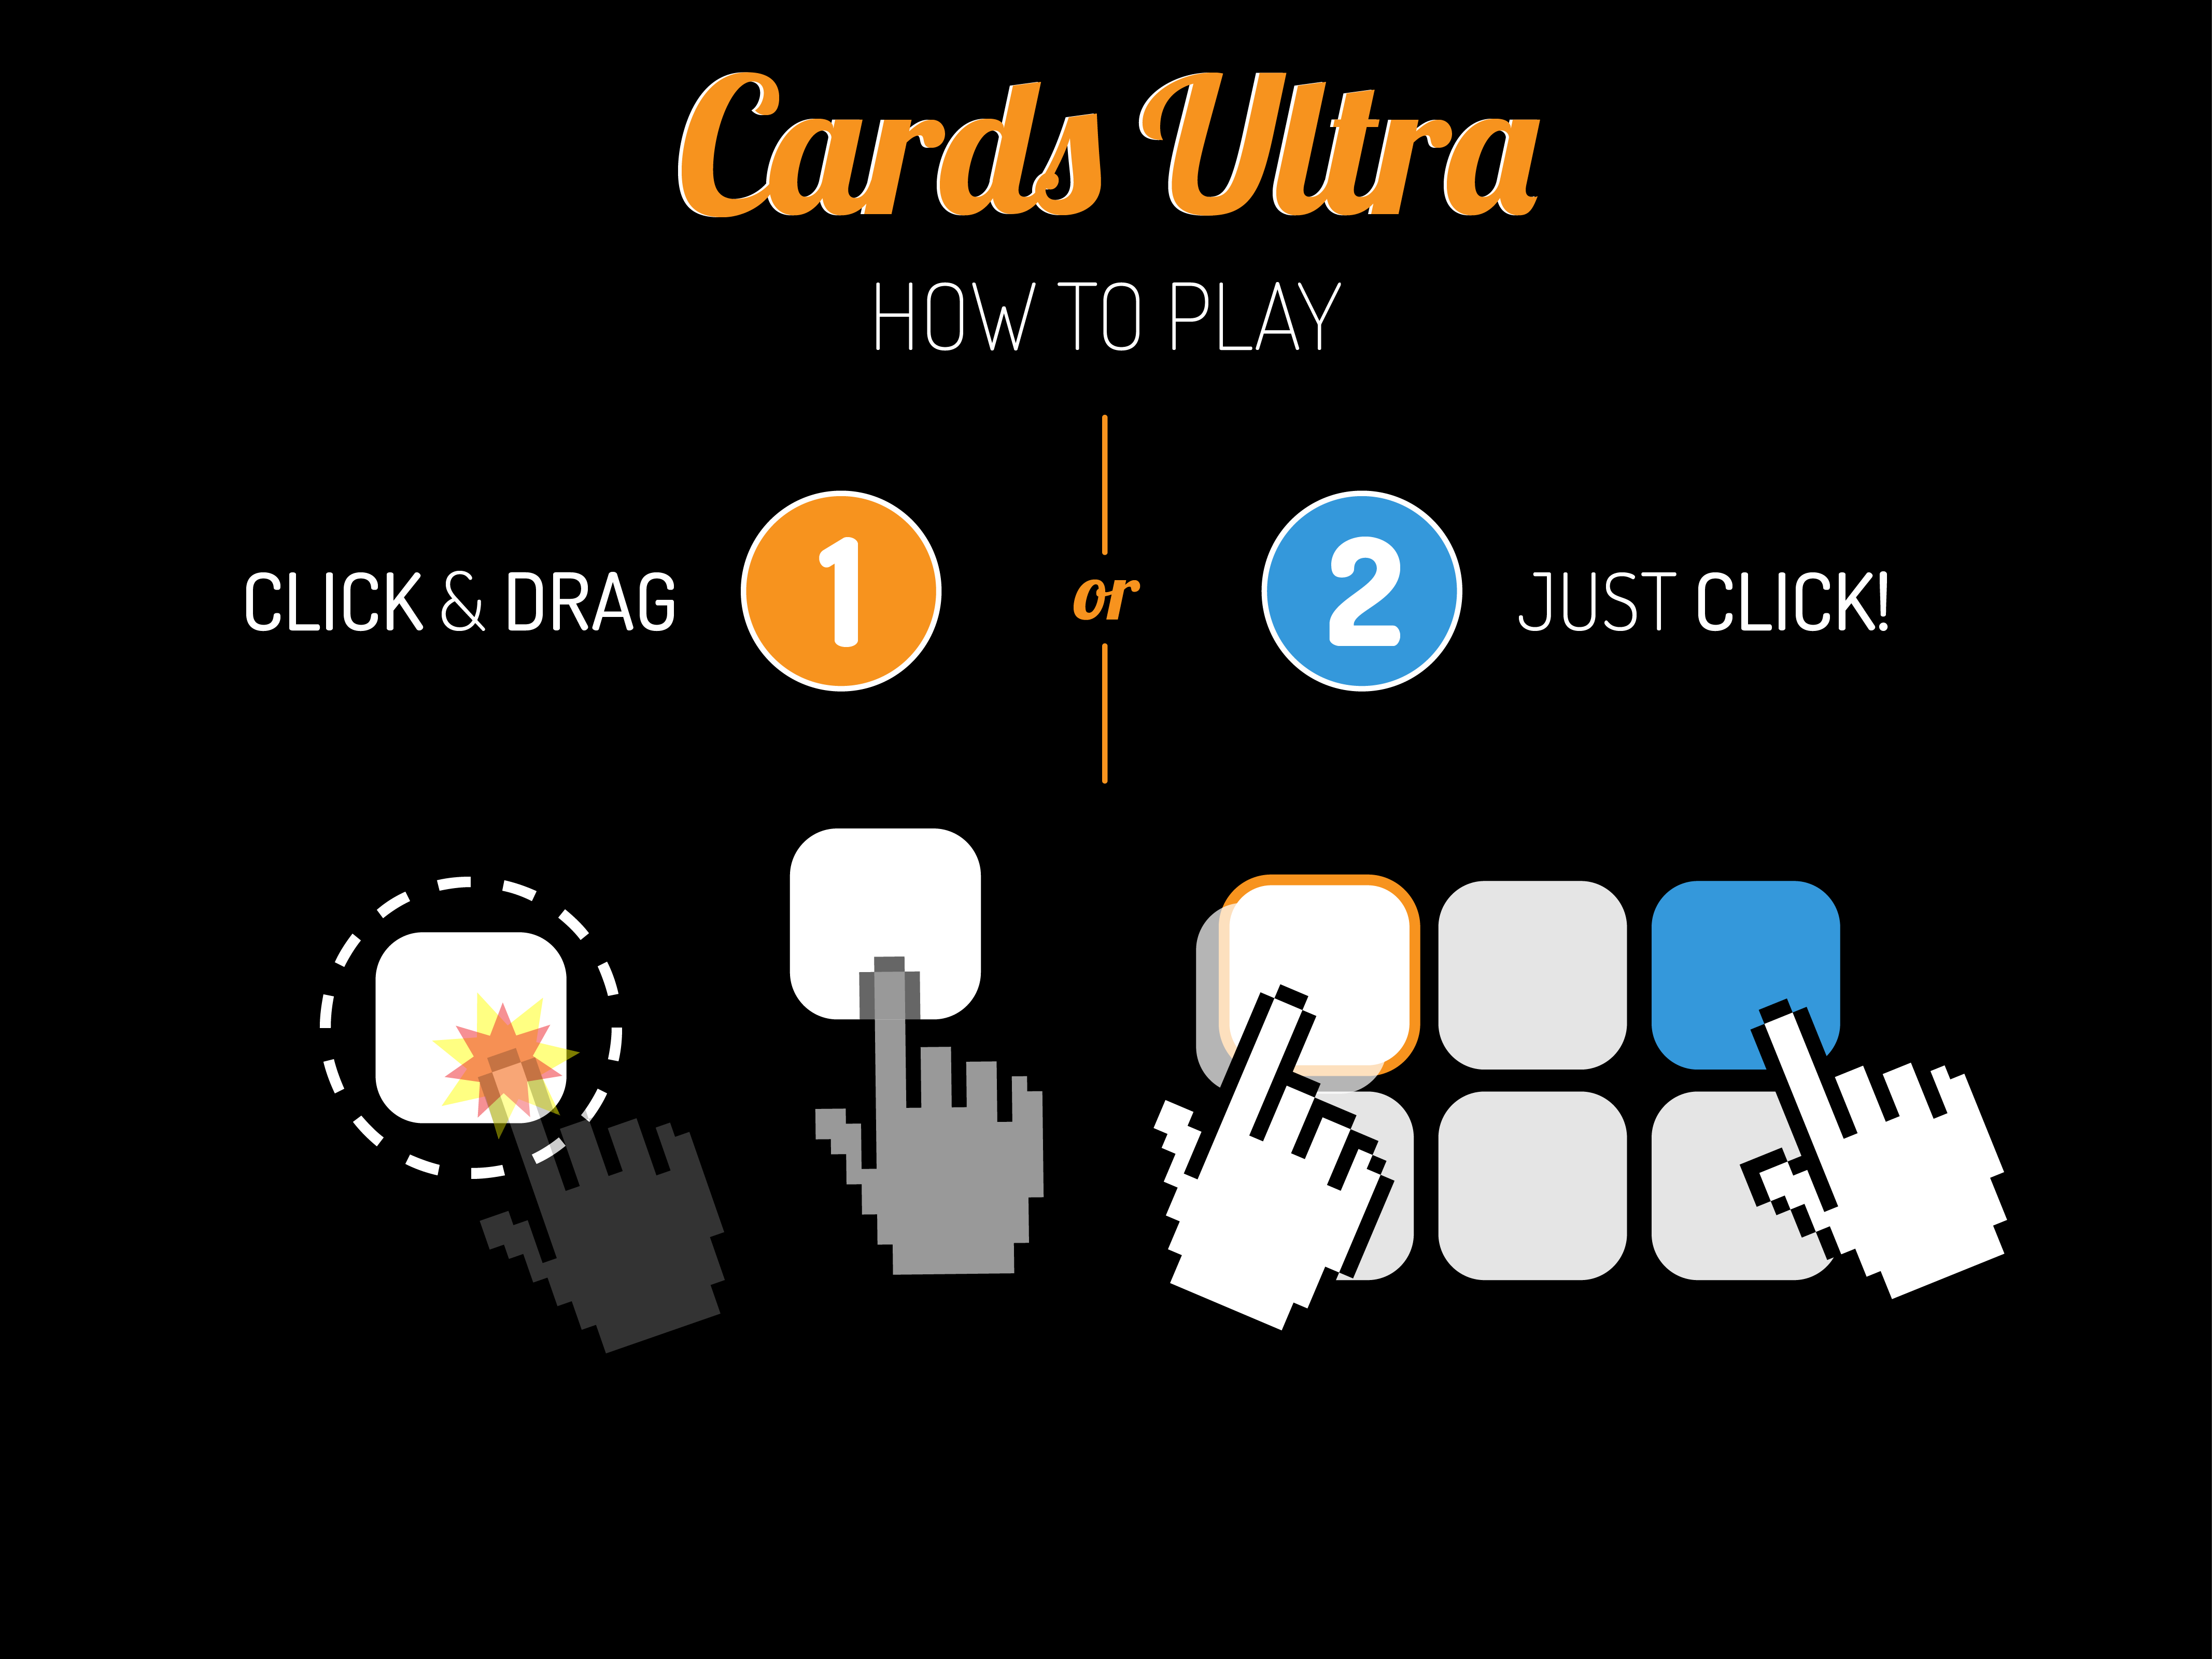 Cards Ultra
HOW TO PLAY
CLICK & DRAG
1
or
2
JUST CLICK!